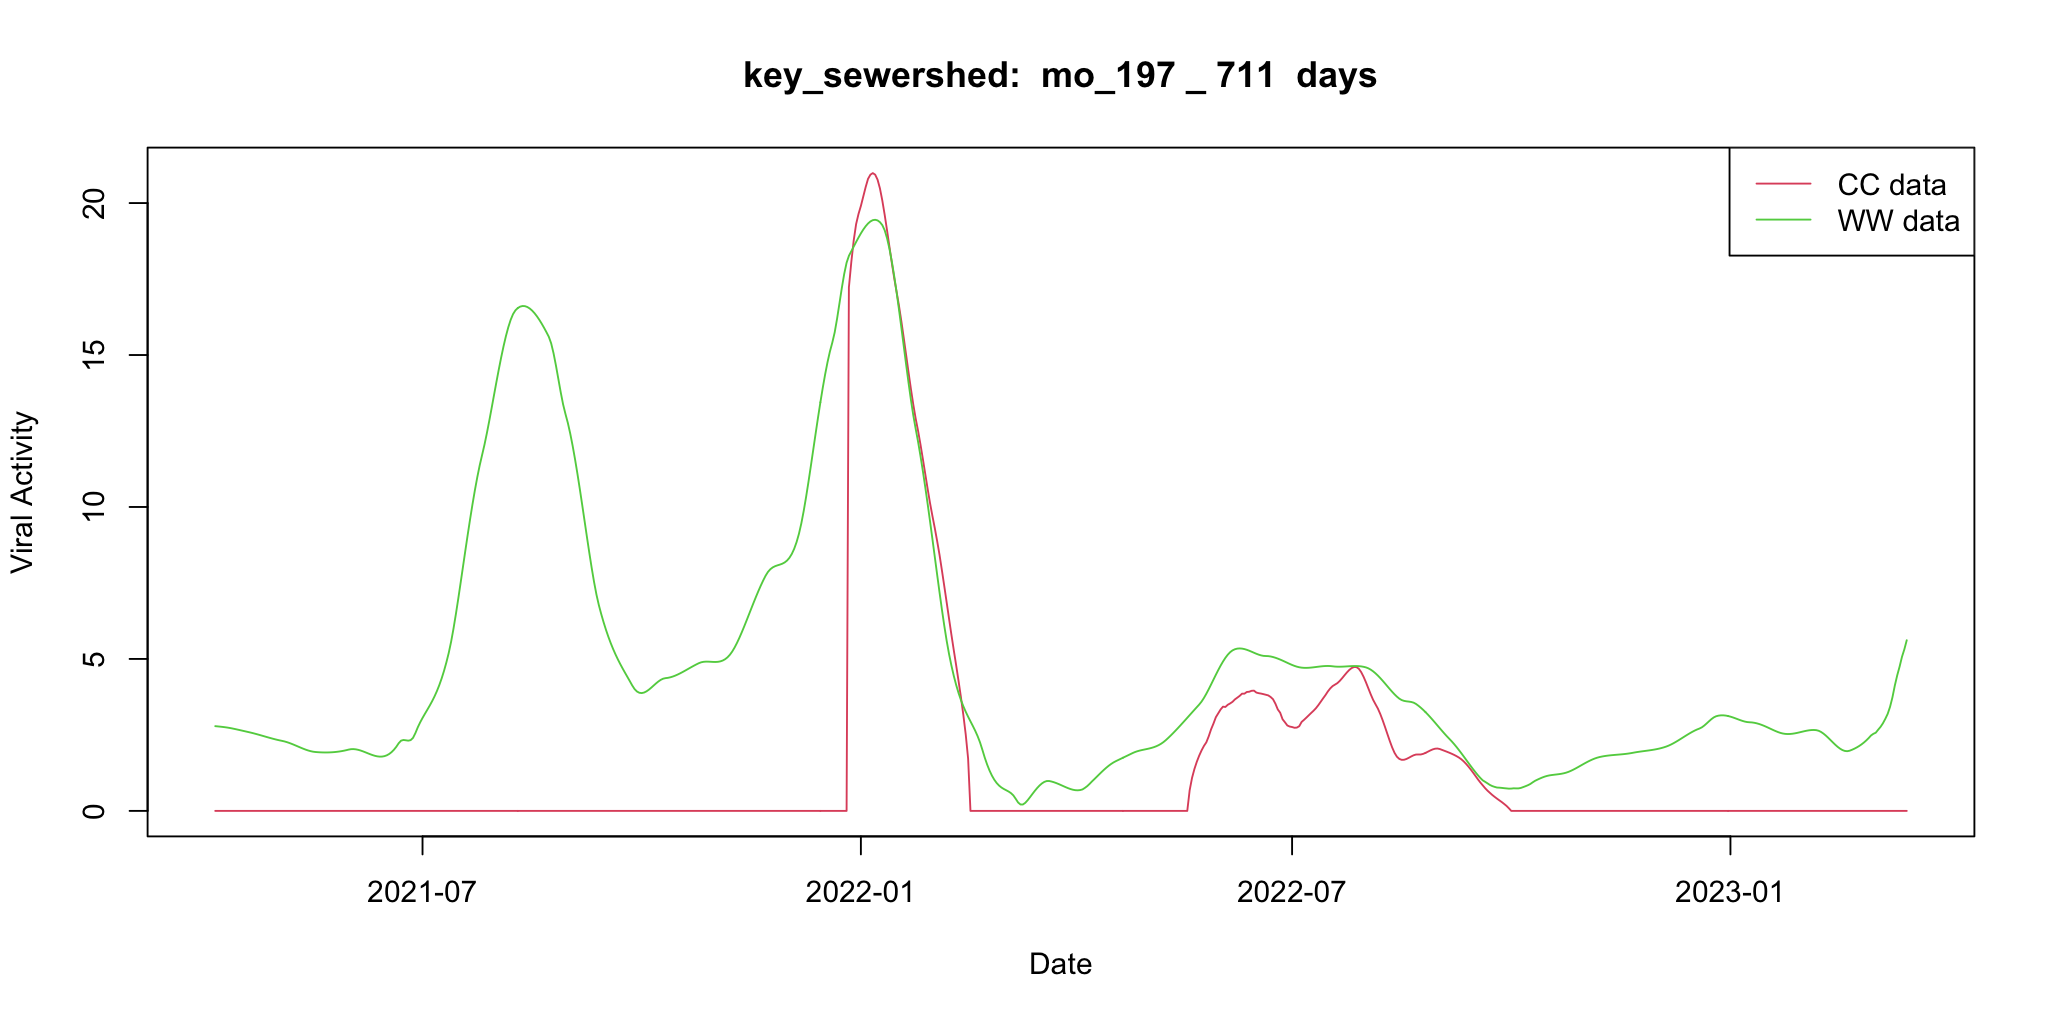 key_sewershed: mo_197 _ 711 days
CC data
WW data
Viral Activity
20
15
10
5
0
2021-07
2022-01
2022-07
2023-01
Date